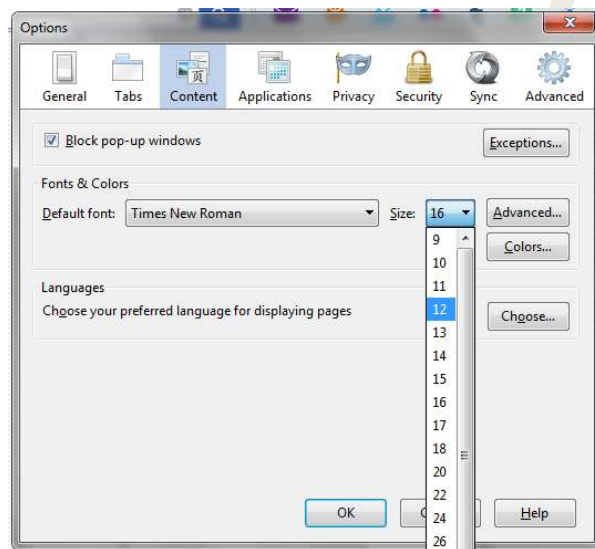 Options
General Tabs Content Applications Privacy Security Sync Advanced
Block pop-up windows Exceptions...
Fonts & Colors
Default font: Times New Roman Size: 16 Advanced...
9
Colors...
10
11
Languages
Choose your preferred language for displaying pages Choose...
12
13
14
15
16
17
18
20
22
OK Help
24
26